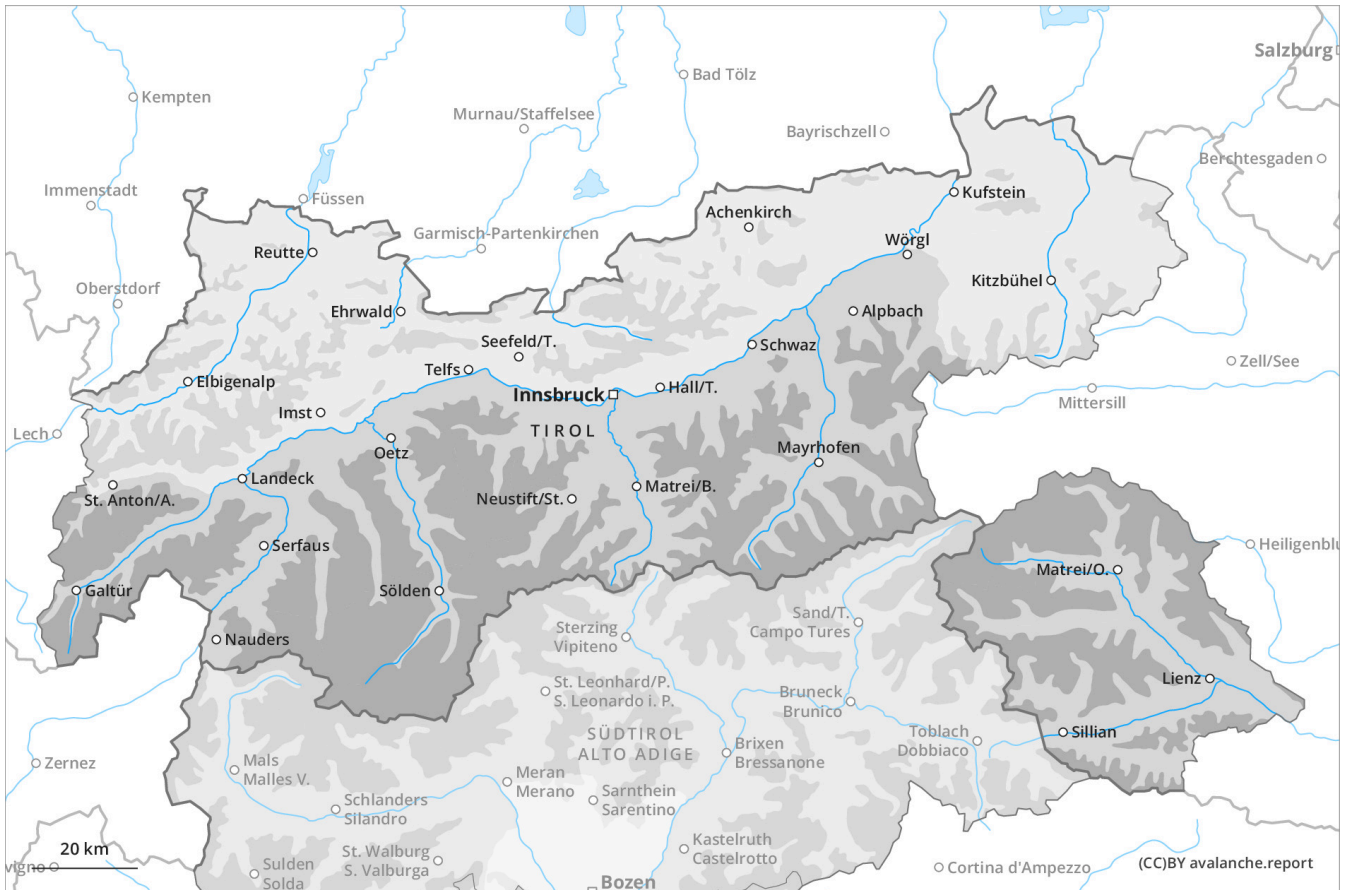 Salzburg
Bad Tölz
Kempten
Murnau/Staffelsee
Bayrischzell
Berchtesgaden
Immenstadt
Füssen
Kufstein
Achenkirch
Garmisch-Partenkirchen
Wörgl
Reutte
Kitzbühel
Oberstdorf
Ehrwald
Alpbach
Seefeld/T.
Schwaz
Zell/See
Telfs
Elbigenalp
Innsbruck
Hall/T.
Mittersill
Imst
Lech
TIROL
Oetz
Mayrhofen
Landeck
St. Anton/A.
Neustift/St.
Matrei/B.
Serfaus
Heiligenblu
Matrei/O.
Galtür
Sölden
Sand/T.
Campo Tures
Nauders
Sterzing
Vipiteno
Lienz
St. Leonhard/P.
S. Leonardo i. P.
Bruneck
Brunico
SÜDTIROL
ALTO ADIGE
Toblach
Dobbiaco
Sillian
Brixen
Bressanone
Zernez
Mals
Malles V.
Meran
Merano
Schlanders
Silandro
Sarnthein
Sarentino
20 km
St. Walburg
S. Valburga
Kastelruth
Castelrotto
vigno
Sulden
Solda
Cortina d'Ampezzo
(CC)BY avalanche.report
Bozen